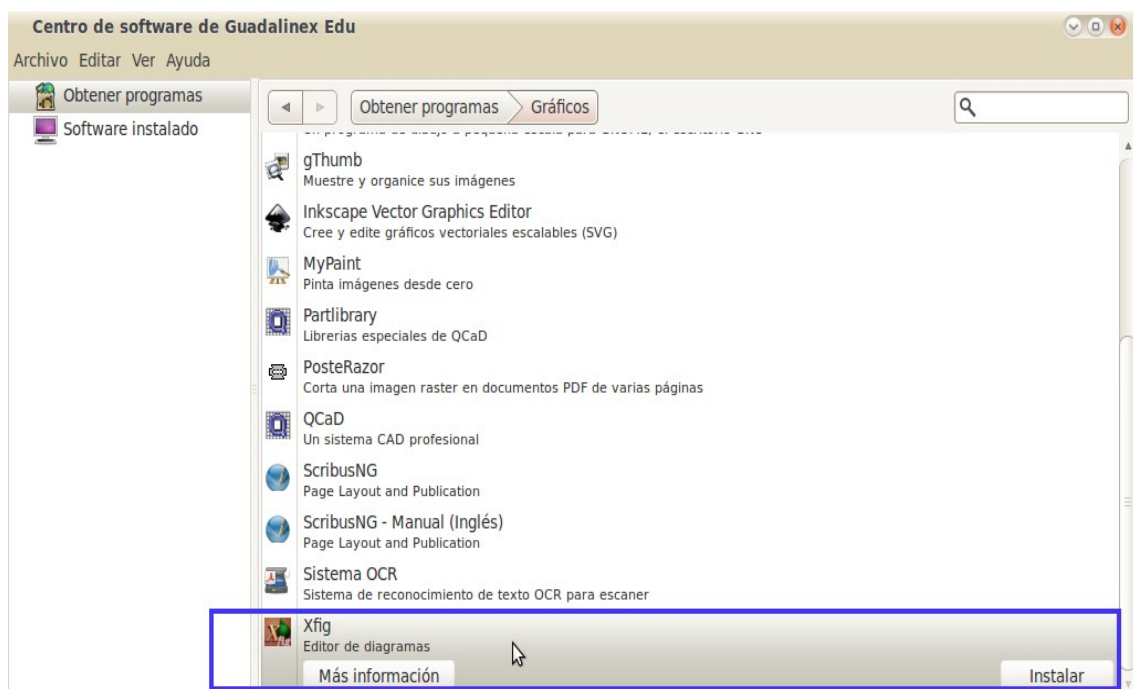 Centro de software de Guadalinex Edu
Archivo Editar Ver Ayuda
Obtener programas
Software instalado
Obtener programas Gráficos
gThumb
Muestre y organice sus imágenes
Inkscape Vector Graphics Editor
Cree y edite gráficos vectoriales escalables (SVG)
MyPaint
Pinta imágenes desde cero
Partlibrary
Librerias especiales de QCaD
PosteRazor
Corta una imagen raster en documentos PDF de varias páginas
QCaD
Un sistema CAD profesional
ScribusNG
Page Layout and Publication
ScribusNG - Manual (Inglés)
Page Layout and Publication
Sistema OCR
Sistema de reconocimiento de texto OCR para escaner
Xfig
Editor de diagramas
Más información Instalar